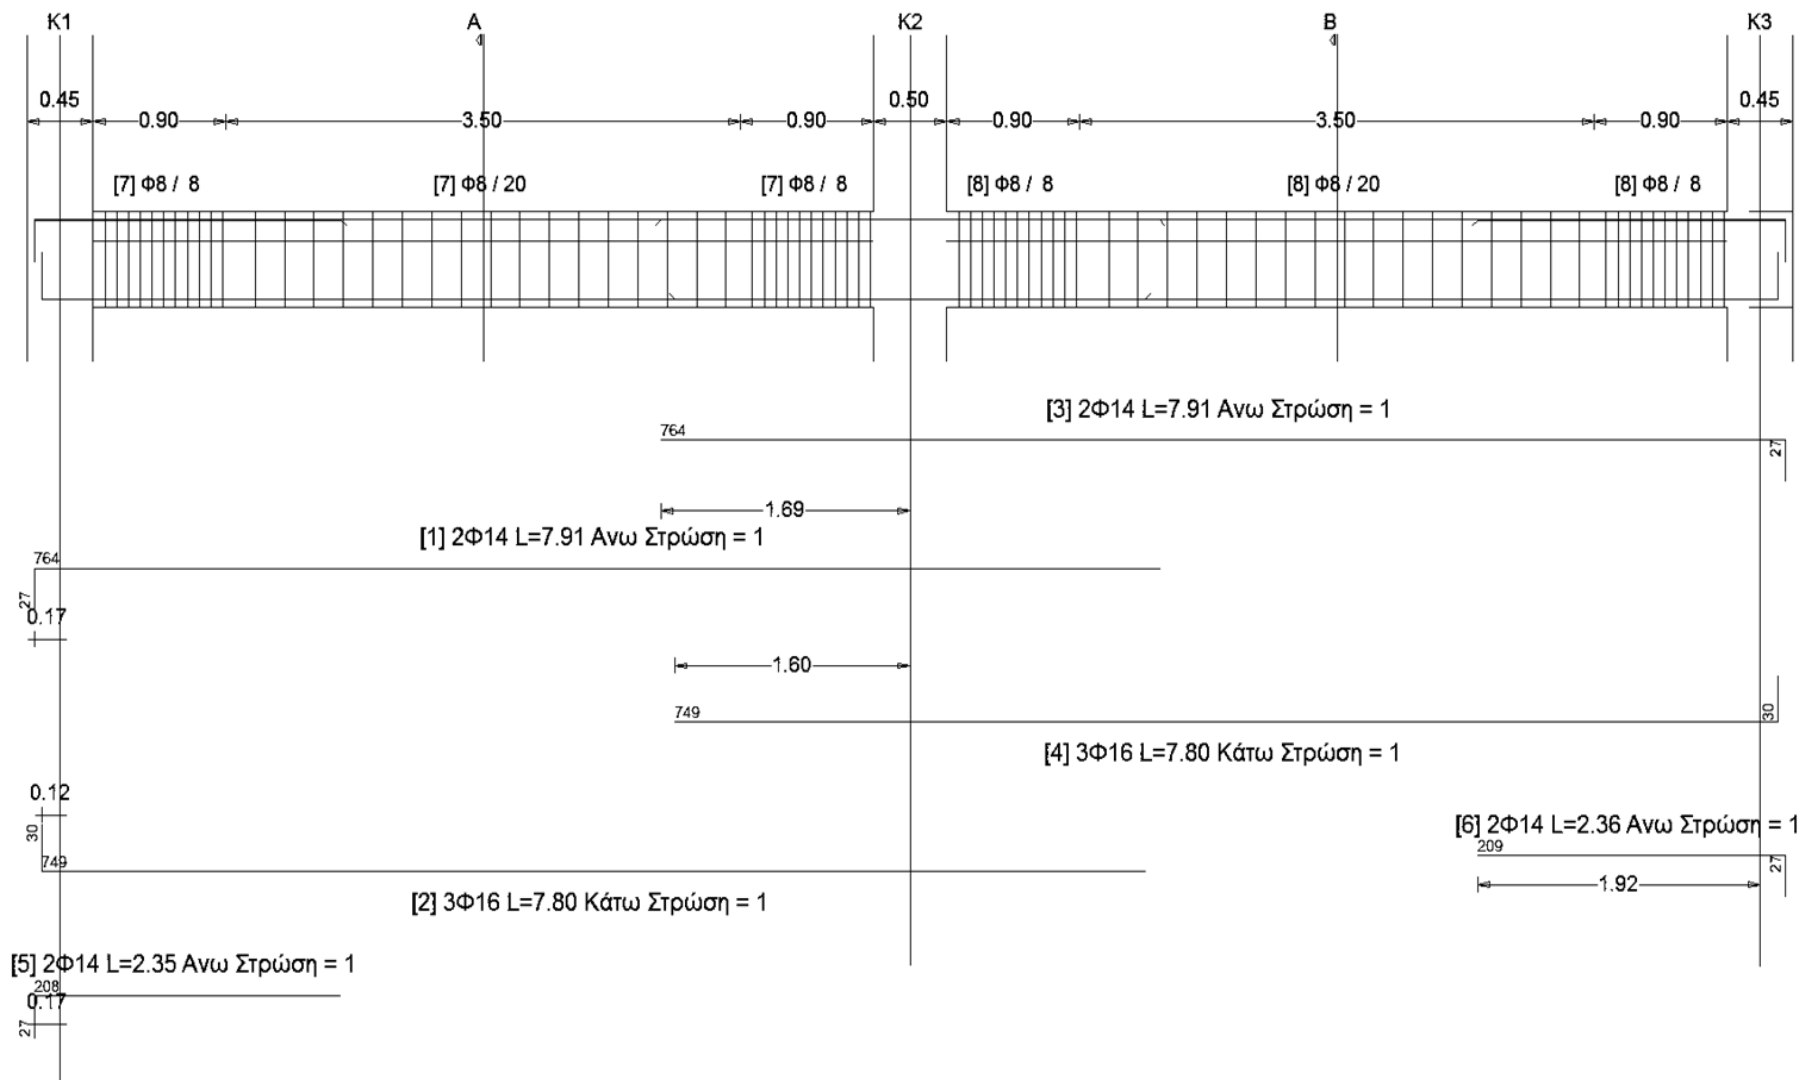 K1 A K2 B K3
0.45 0.90 3.50 0.90 0.50 0.90 3.50 0.90 0.45
[7] Φ8 / 8 [7] Φ8 / 20 [7] Φ8 / 8 [8] Φ8 / 8 [8] Φ8 / 20 [8] Φ8 / 8
[3] 2Φ14 L=7.91 Ανω Στρώση = 1
764
27
1.69
[1] 2Φ14 L=7.91 Ανω Στρώση = 1
764
27
0.17
1.60
749
30
[4] 3Φ16 L=7.80 Κάτω Στρώση = 1
0.12
30
749
[2] 3Φ16 L=7.80 Κάτω Στρώση = 1
[6] 2Φ14 L=2.36 Ανω Στρώση = 1
209
27
1.92
[5] 2Φ14 L=2.35 Ανω Στρώση = 1
208
0.17
27